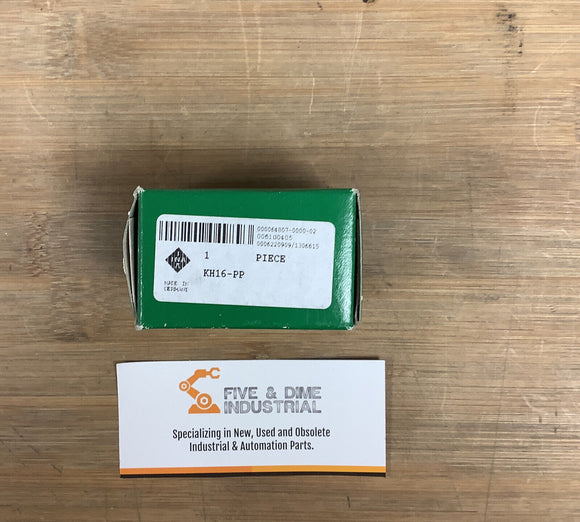 000064807-0000-02
006100405
0006220909/1306615
INA
1 PIECE
KH16-PP
MADE IN
GERMANY
FIVE & DIME
INDUSTRIAL
Specializing in New, Used and Obsolete
Industrial & Automation Parts.